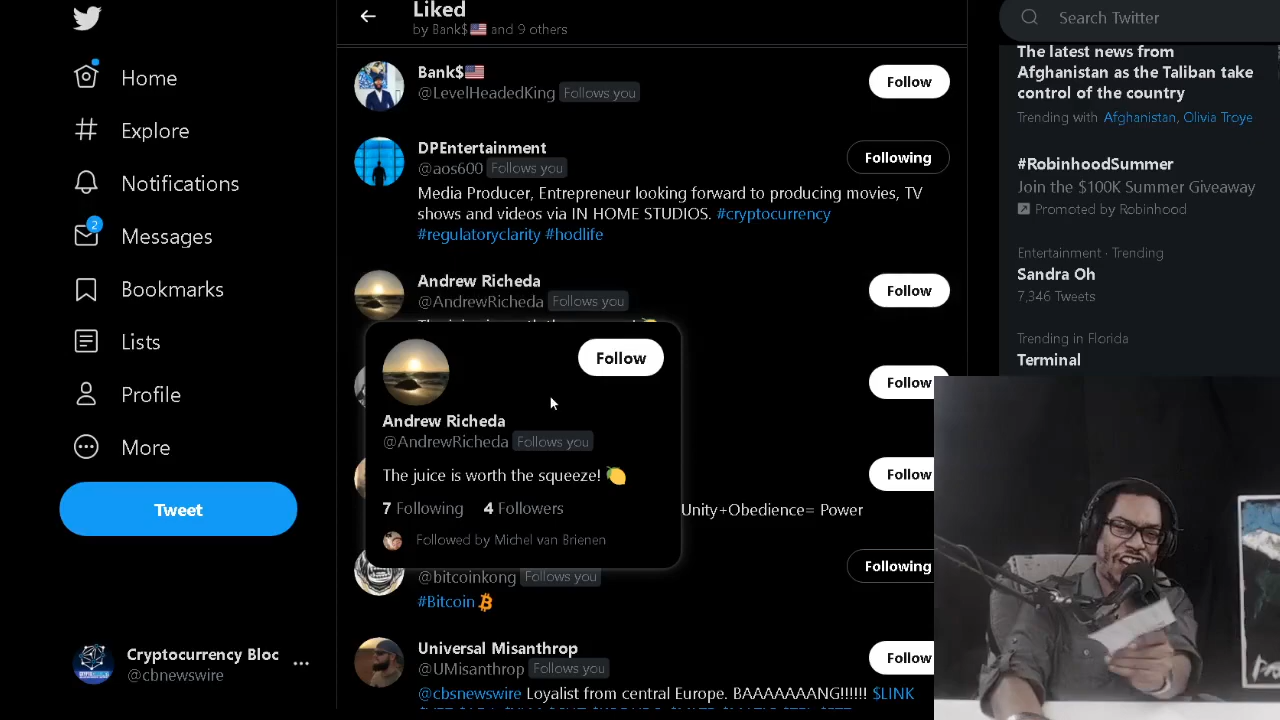 Home
Explore
Notifications
2
Messages
Bookmarks
Lists
Profile
More
Tweet
Cryptocurrency Bloc
@cbnewswire
Liked
by Bank$🇺🇸 and 9 others
Bank$🇺🇸
@LevelHeadedKing Follows you
Follow
DPEntertainment
@aos600 Follows you
Following
Media Producer, Entrepreneur looking forward to producing movies, TV
shows and videos via IN HOME STUDIOS. #cryptocurrency
#regulatoryclarity #hodlife
Andrew Richeda
@AndrewRicheda Follows you
Follow
Follow
Andrew Richeda
@AndrewRicheda Follows you
The juice is worth the squeeze! 🍋
7 Following 4 Followers
Followed by Michel van Brienen
Follow
Follow
Unity+Obedience= Power
Following
@bitcoinkong Follows you
#Bitcoin
Universal Misanthrop
@UMisanthrop Follows you
Follow
@cbsnewswire Loyalist from central Europe. BAAAAAAANG!!!!!! $LINK
Search Twitter
The latest news from
Afghanistan as the Taliban take
control of the country
Trending with Afghanistan, Olivia Troye
#RobinhoodSummer
Join the $100K Summer Giveaway
Promoted by Robinhood
Entertainment · Trending
Sandra Oh
7,346 Tweets
Trending in Florida
Terminal